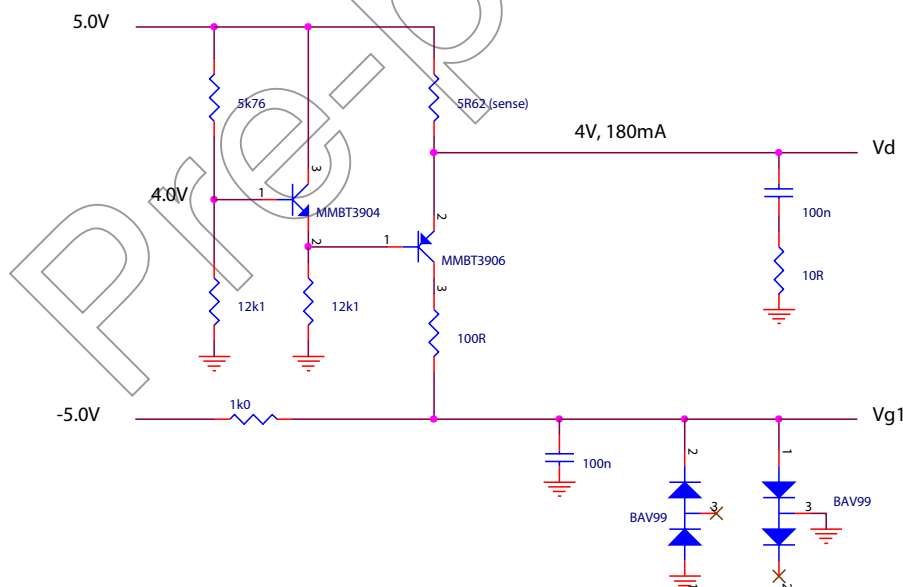 5.0V
5k76
5R62 (sense)
4V, 180mA
Vd
3
4.0V
1
MMBT3904
2
100n
2
1
MMBT3906
10R
12k1
12k1
3
100R
1k0
-5.0V
Vg1
2
1
100n
3
3
BAV99
BAV99
Pre-p